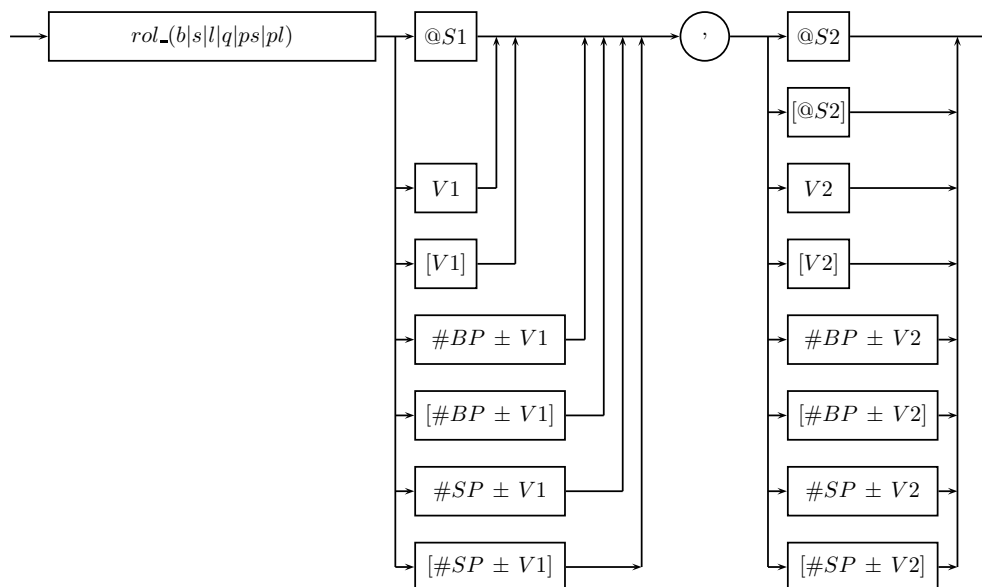 rol_(b|s|l|q|ps|pl) @S1 , @S2
[@S2]
V1 V2
[V1] [V2]
#BP ± V1 #BP ± V2
[#BP ± V1] [#BP ± V2]
#SP ± V1 #SP ± V2
[#SP ± V1] [#SP ± V2]